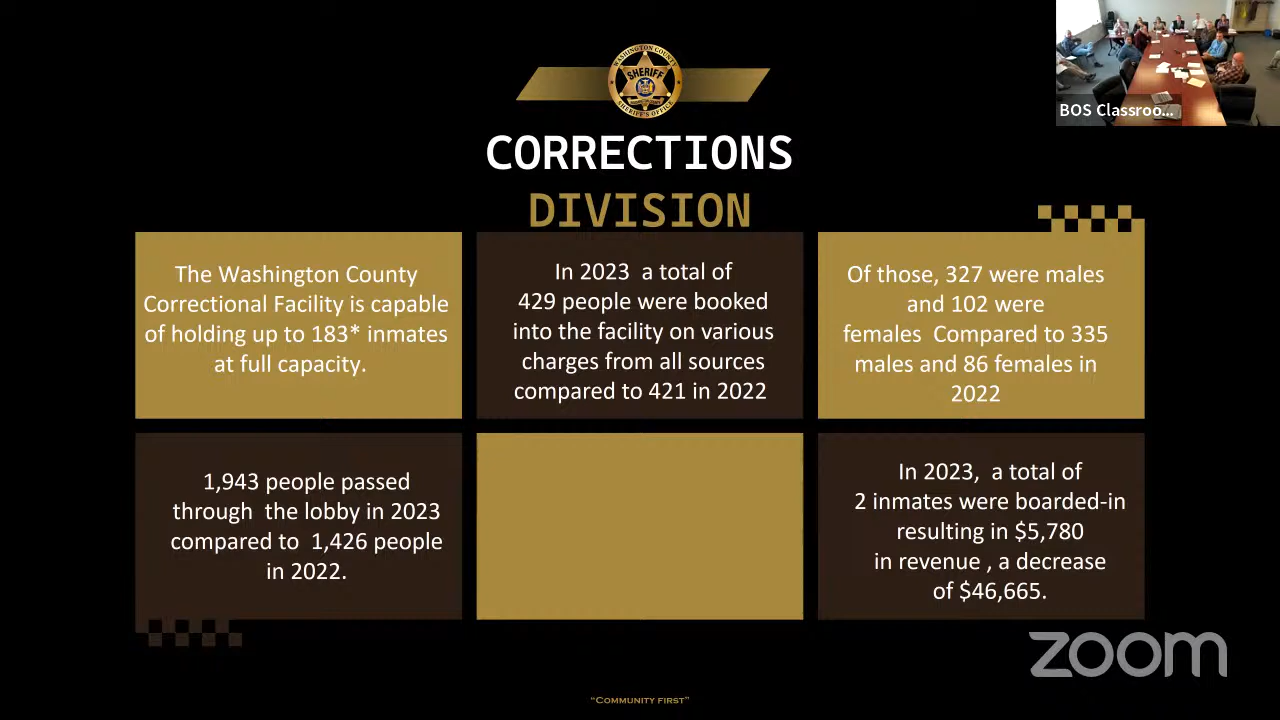 WASHINGTON COUNTY
SHERIFF
SHERIFF'S OFFICE
BOS Classroo...
CORRECTIONS
DIVISION
The Washington County
Correctional Facility is capable
of holding up to 183* inmates
at full capacity.
In 2023 a total of
429 people were booked
into the facility on various
charges from all sources
compared to 421 in 2022
Of those, 327 were males
and 102 were
females Compared to 335
males and 86 females in
2022
1,943 people passed
through the lobby in 2023
compared to 1,426 people
in 2022.
In 2023, a total of
2 inmates were boarded-in
resulting in $5,780
in revenue , a decrease
of $46,665.
zoom
“COMMUNITY FIRST”